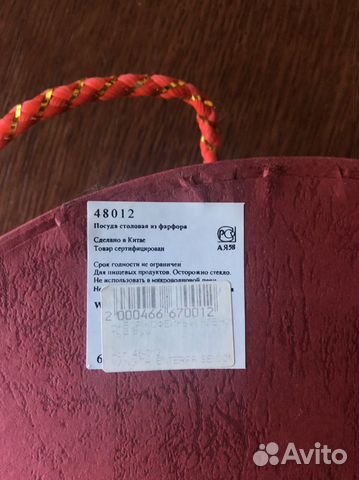 48012
Посуда столовая из фарфора
Сделано в Китае
Товар сертифицирован
РС
АЯ58
Срок годности не ограничен
Для пищевых продуктов. Осторожно стекло.
Не использовать в микроволновой печи
2 000466 670012
Avito